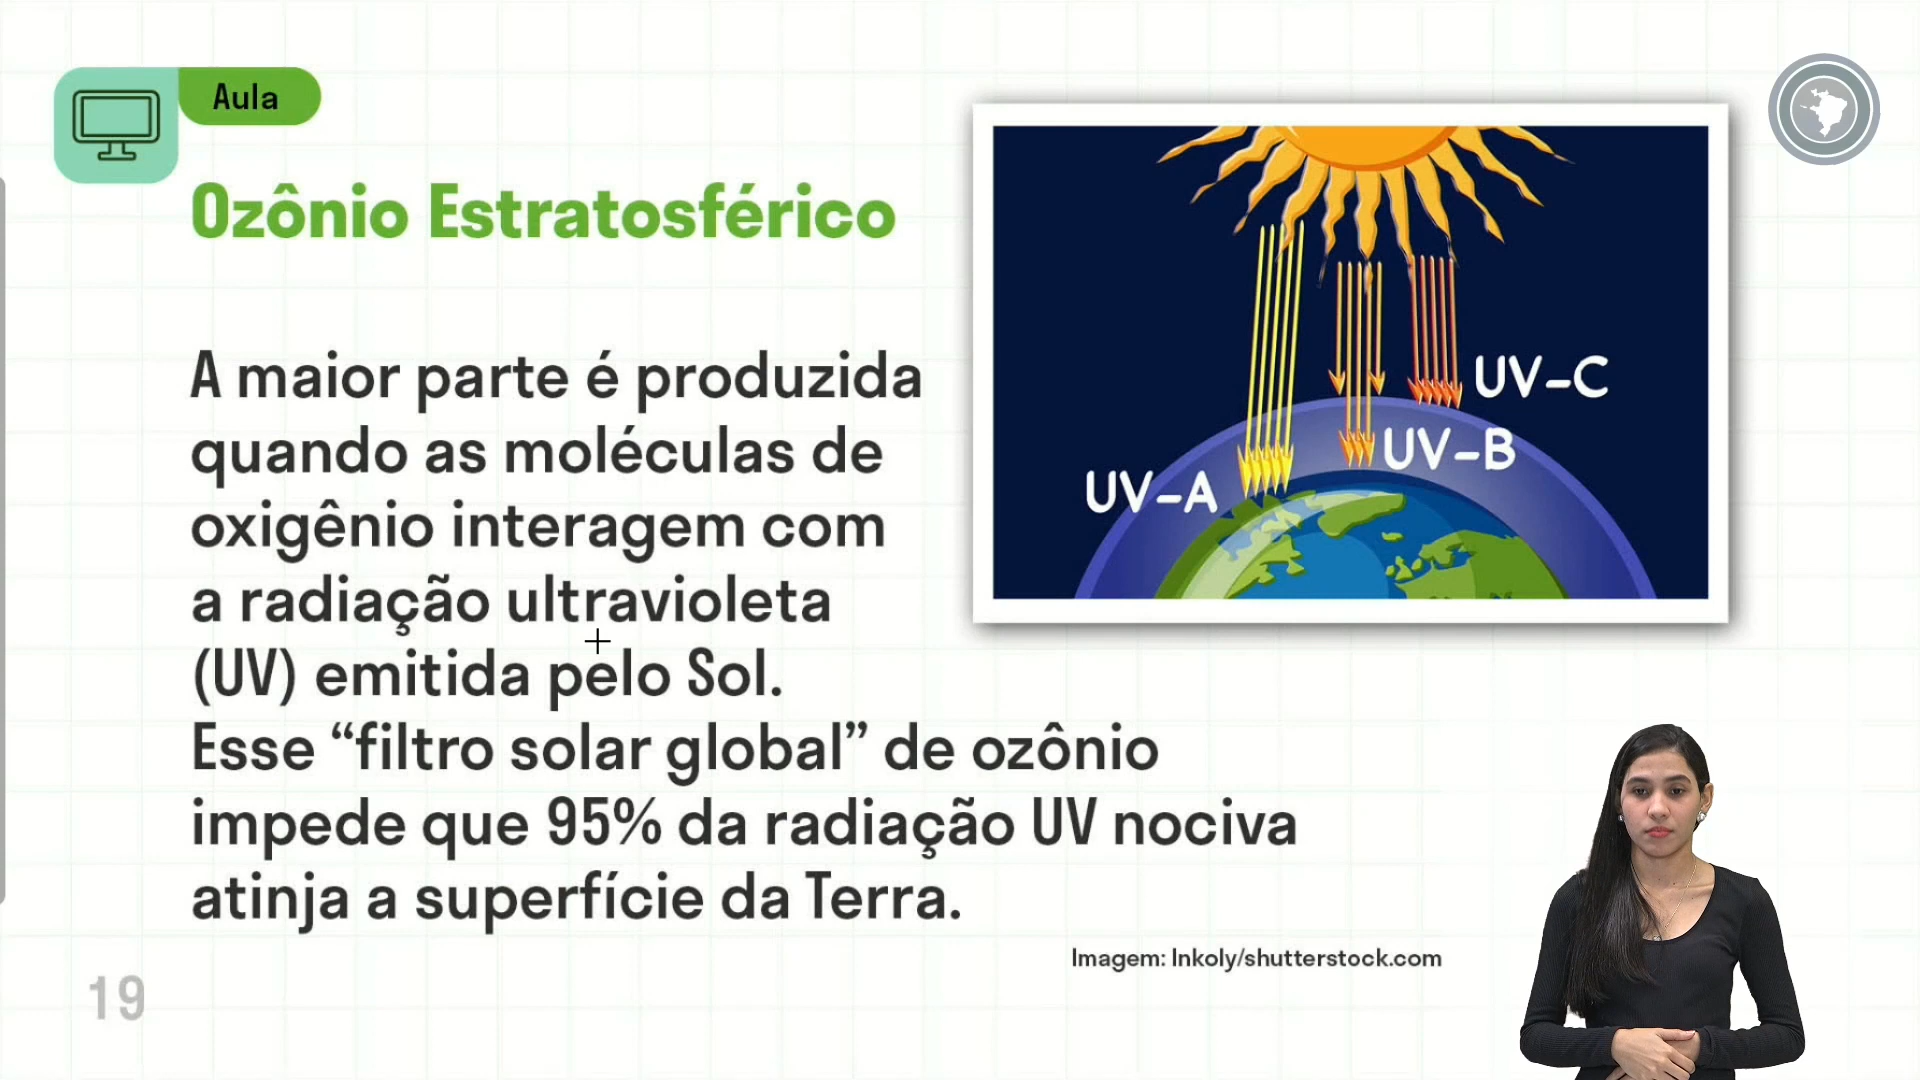 Aula
Ozônio Estratosférico
A maior parte é produzida
quando as moléculas de
oxigênio interagem com
a radiação ultravioleta
(UV) emitida pelo Sol.
Esse “filtro solar global” de ozônio
impede que 95% da radiação UV nociva
atinja a superfície da Terra.
UV-C
UV-B
UV-A
Imagem: Inkoly/shutterstock.com
19